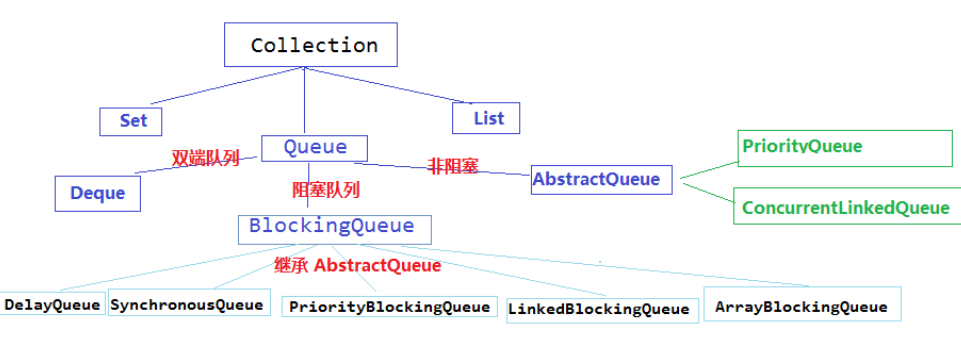 Collection
Set
List
Queue
双端队列
非阻塞
PriorityQueue
Deque
阻塞队列
AbstractQueue
ConcurrentLinkedQueue
BlockingQueue
继承 AbstractQueue
DelayQueue
SynchronousQueue
PriorityBlockingQueue
LinkedBlockingQueue
ArrayBlockingQueue